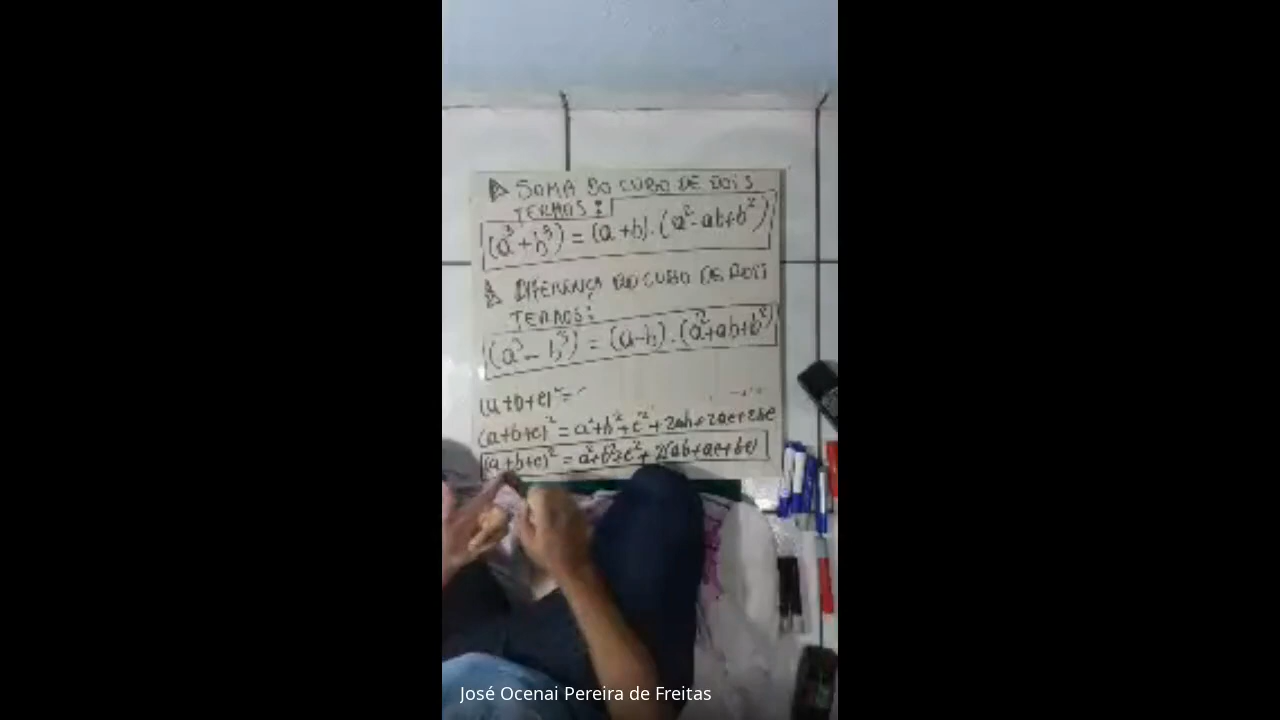 SOMA DO CUBO DE DOIS
TERMOS:
(a³+b³) = (a+b).(a²-ab+b²)
DIFERENÇA DO CUBO DE DOIS
TERMOS:
(a³-b³) = (a-b).(a²+ab+b²)
(a+b+c)²=
(a+b+c)² = a²+b²+c²+2ab+2ac+2bc
(a+b+c)² = a²+b²+c²+2(ab+ac+bc)
José Ocenai Pereira de Freitas